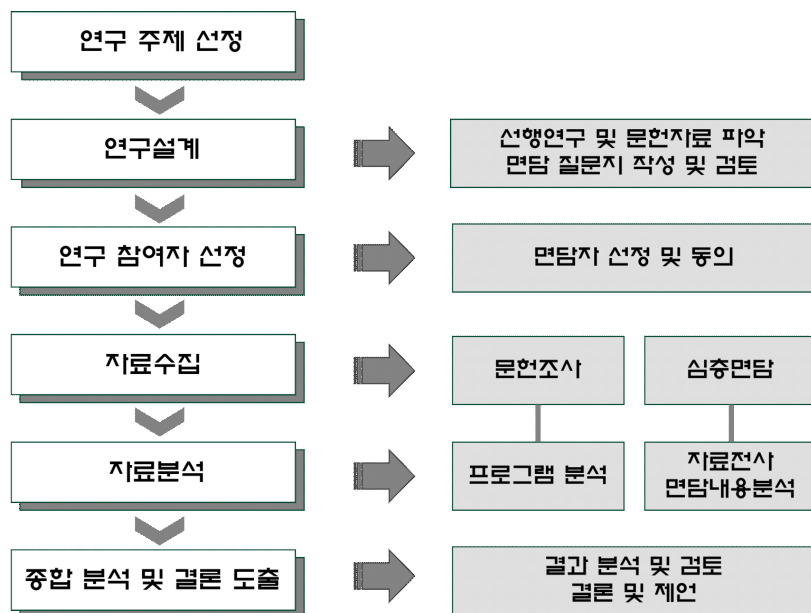 연구 주제 선정
연구설계
선행연구 및 문헌자료 파악
면담 질문지 작성 및 검토
연구 참여자 선정
면담자 선정 및 동의
자료수집
문헌조사
심층면담
자료분석
프로그램 분석
자료전사
면담내용분석
종합 분석 및 결론 도출
결과 분석 및 검토
결론 및 제언